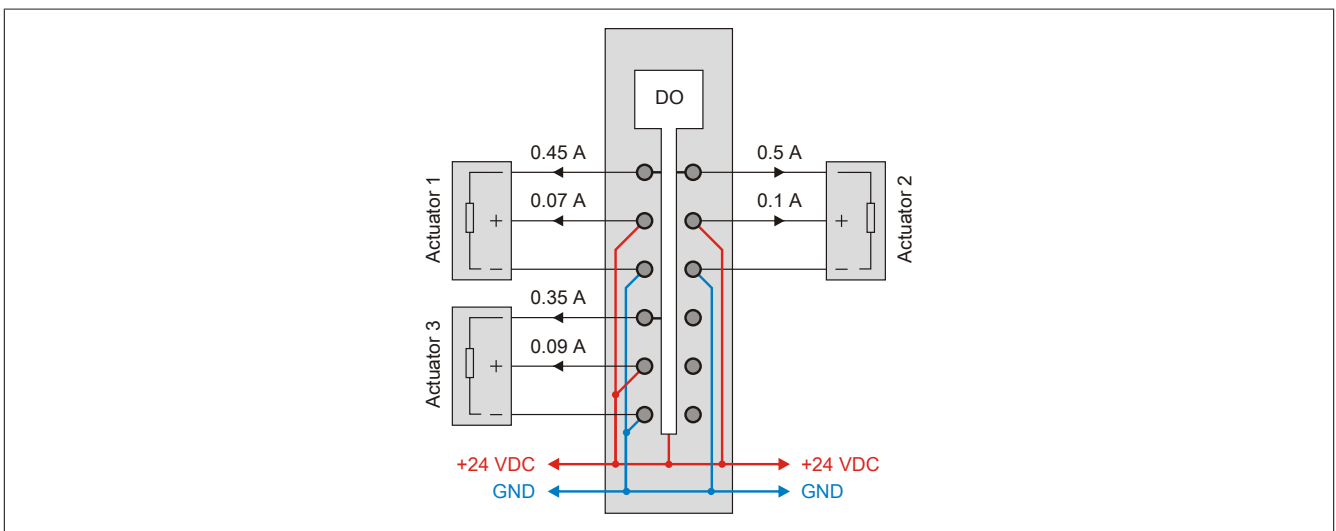 DO
0.45 A
0.5 A
Actuator 1
0.07 A
0.1 A
Actuator 2
+
+
0.35 A
Actuator 3
0.09 A
+
+24 VDC
+24 VDC
GND
GND